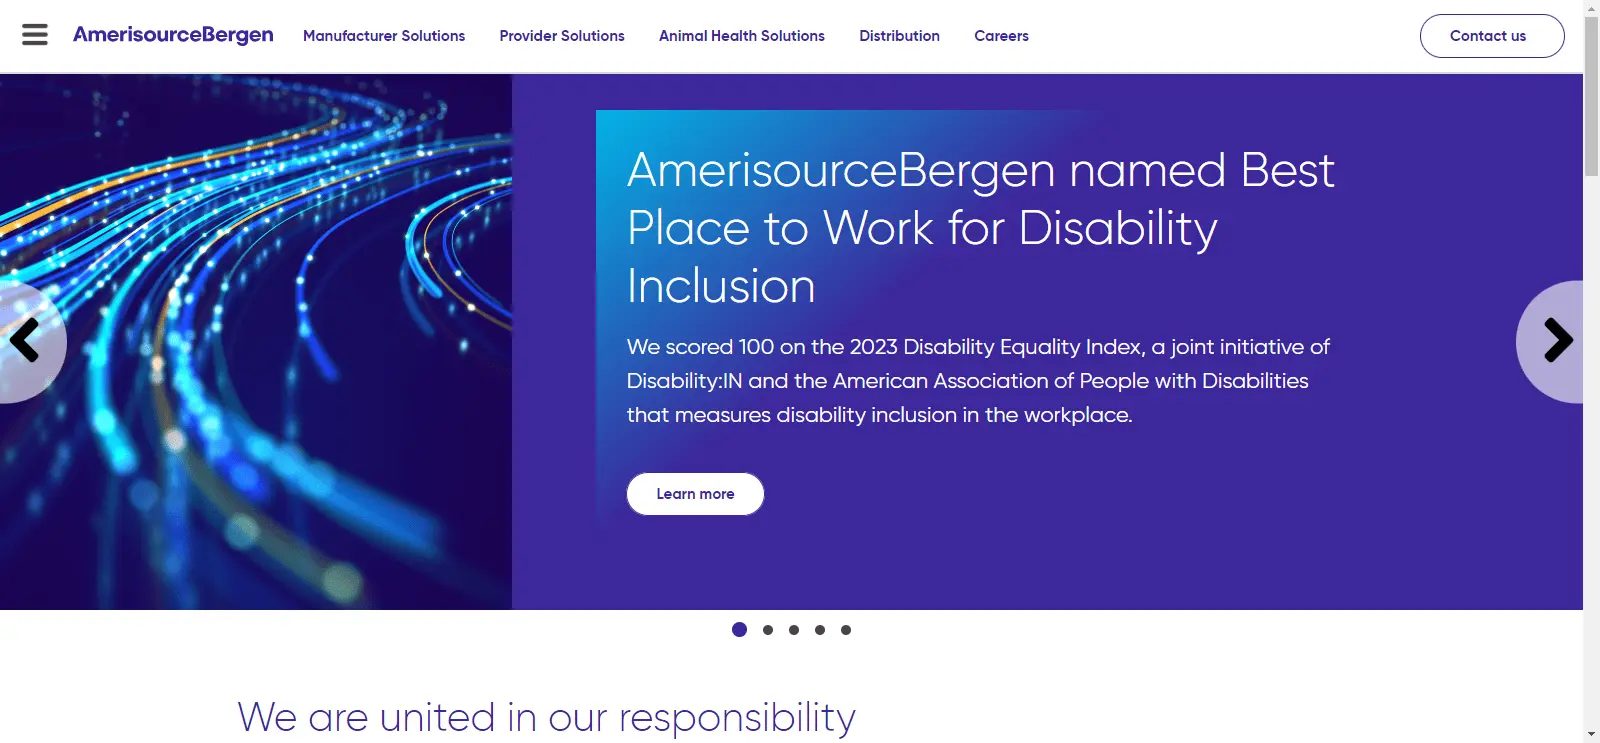 AmerisourceBergen
Manufacturer Solutions
Provider Solutions
Animal Health Solutions
Distribution
Careers
Contact us
AmerisourceBergen named Best
Place to Work for Disability
Inclusion
We scored 100 on the 2023 Disability Equality Index, a joint initiative of
Disability:IN and the American Association of People with Disabilities
that measures disability inclusion in the workplace.
Learn more
We are united in our responsibility